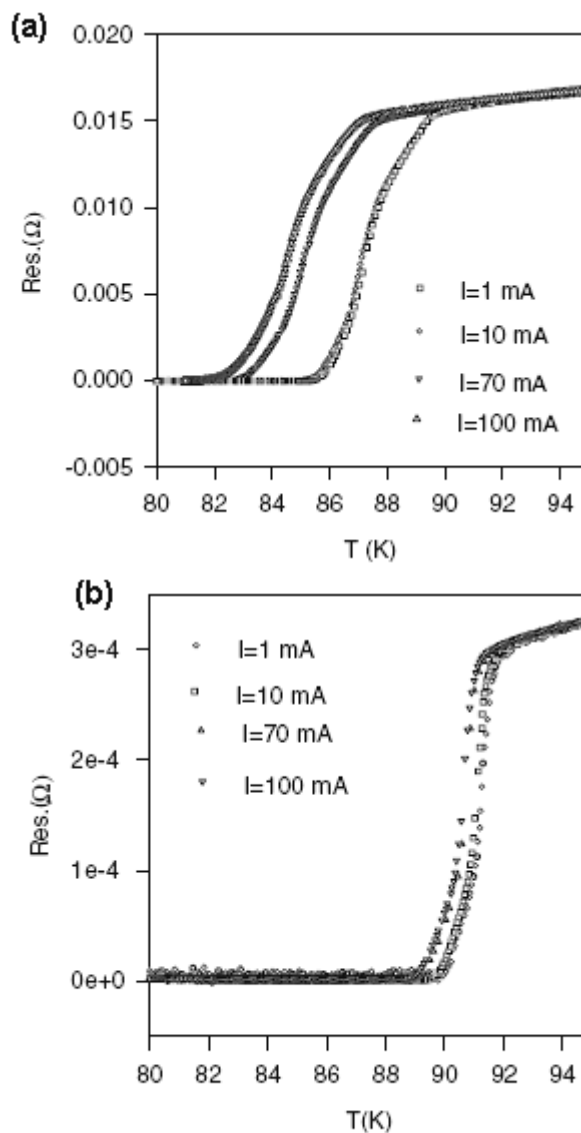 (a)
0.020
0.015
0.010
0.005
0.000
-0.005
Res.(Ω)
I=1 mA
I=10 mA
I=70 mA
I=100 mA
80 82 84 86 88 90 92 94
T (K)
(b)
3e-4
2e-4
1e-4
0e+0
Res.(Ω)
I=1 mA
I=10 mA
I=70 mA
I=100 mA
80 82 84 86 88 90 92 94
T(K)